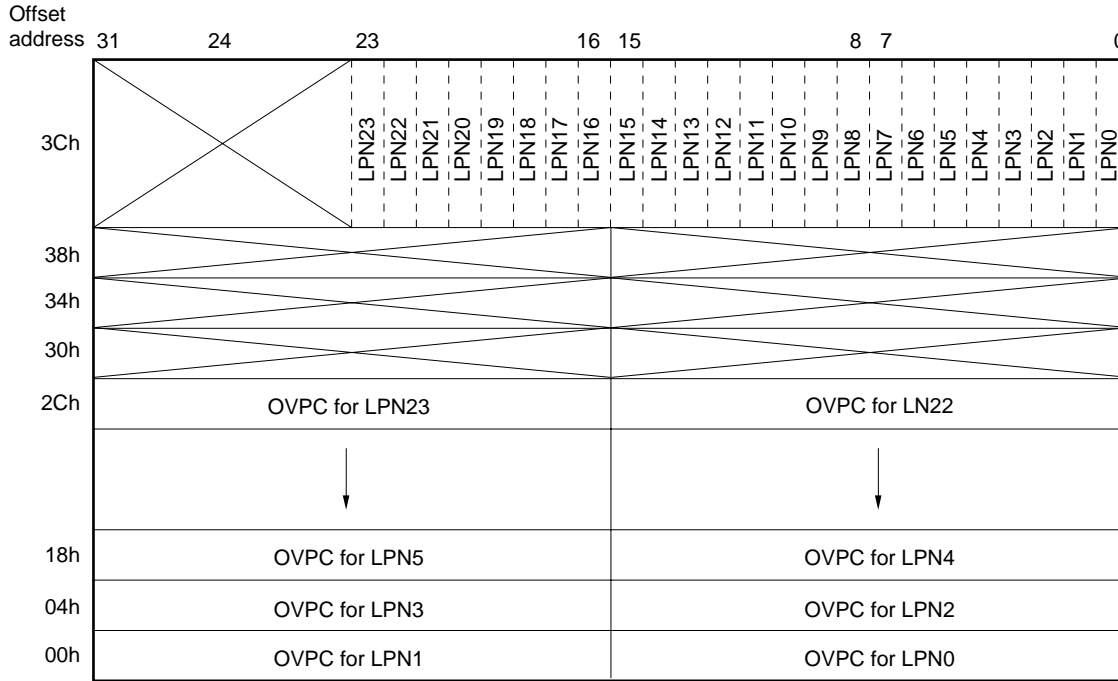 Offset
address 31 24 23 16 15 8 7 0
3Ch LPN23 LPN22 LPN21 LPN20 LPN19 LPN18 LPN17 LPN16 LPN15 LPN14 LPN13 LPN12 LPN11 LPN10 LPN9 LPN8 LPN7 LPN6 LPN5 LPN4 LPN3 LPN2 LPN1 LPN0
38h
34h
30h
2Ch OVPC for LPN23 OVPC for LN22
18h OVPC for LPN5 OVPC for LPN4
04h OVPC for LPN3 OVPC for LPN2
00h OVPC for LPN1 OVPC for LPN0